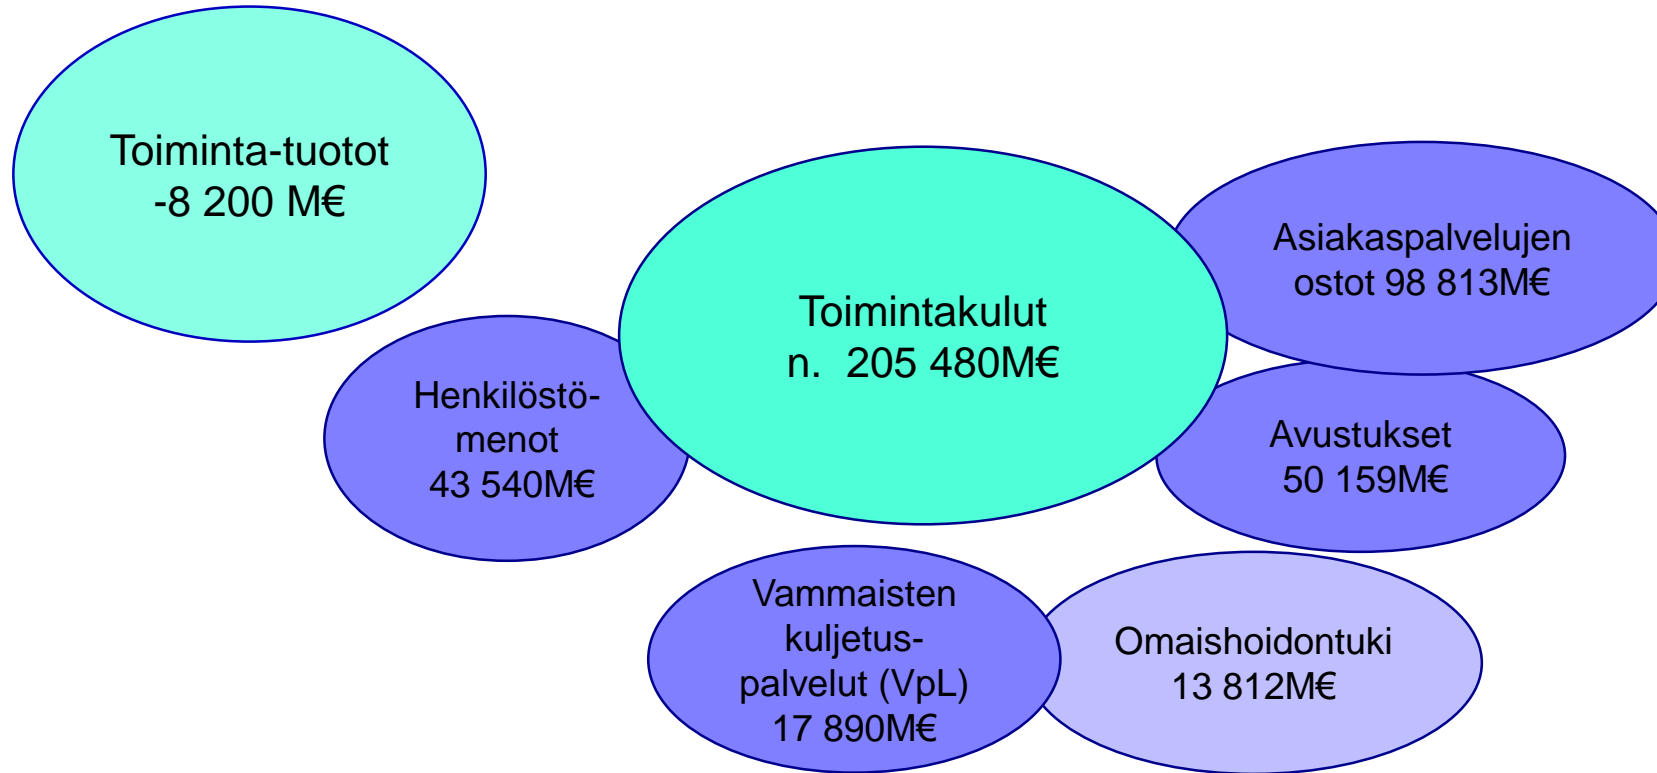 Toiminta-tuotot
-8 200 M€
Toimintakulut
n. 205 480M€
Asiakaspalvelujen
ostot 98 813M€
Henkilöstö-
menot
43 540M€
Avustukset
50 159M€
Vammaisten
kuljetus-
palvelut (VpL)
17 890M€
Omaishoidontuki
13 812M€